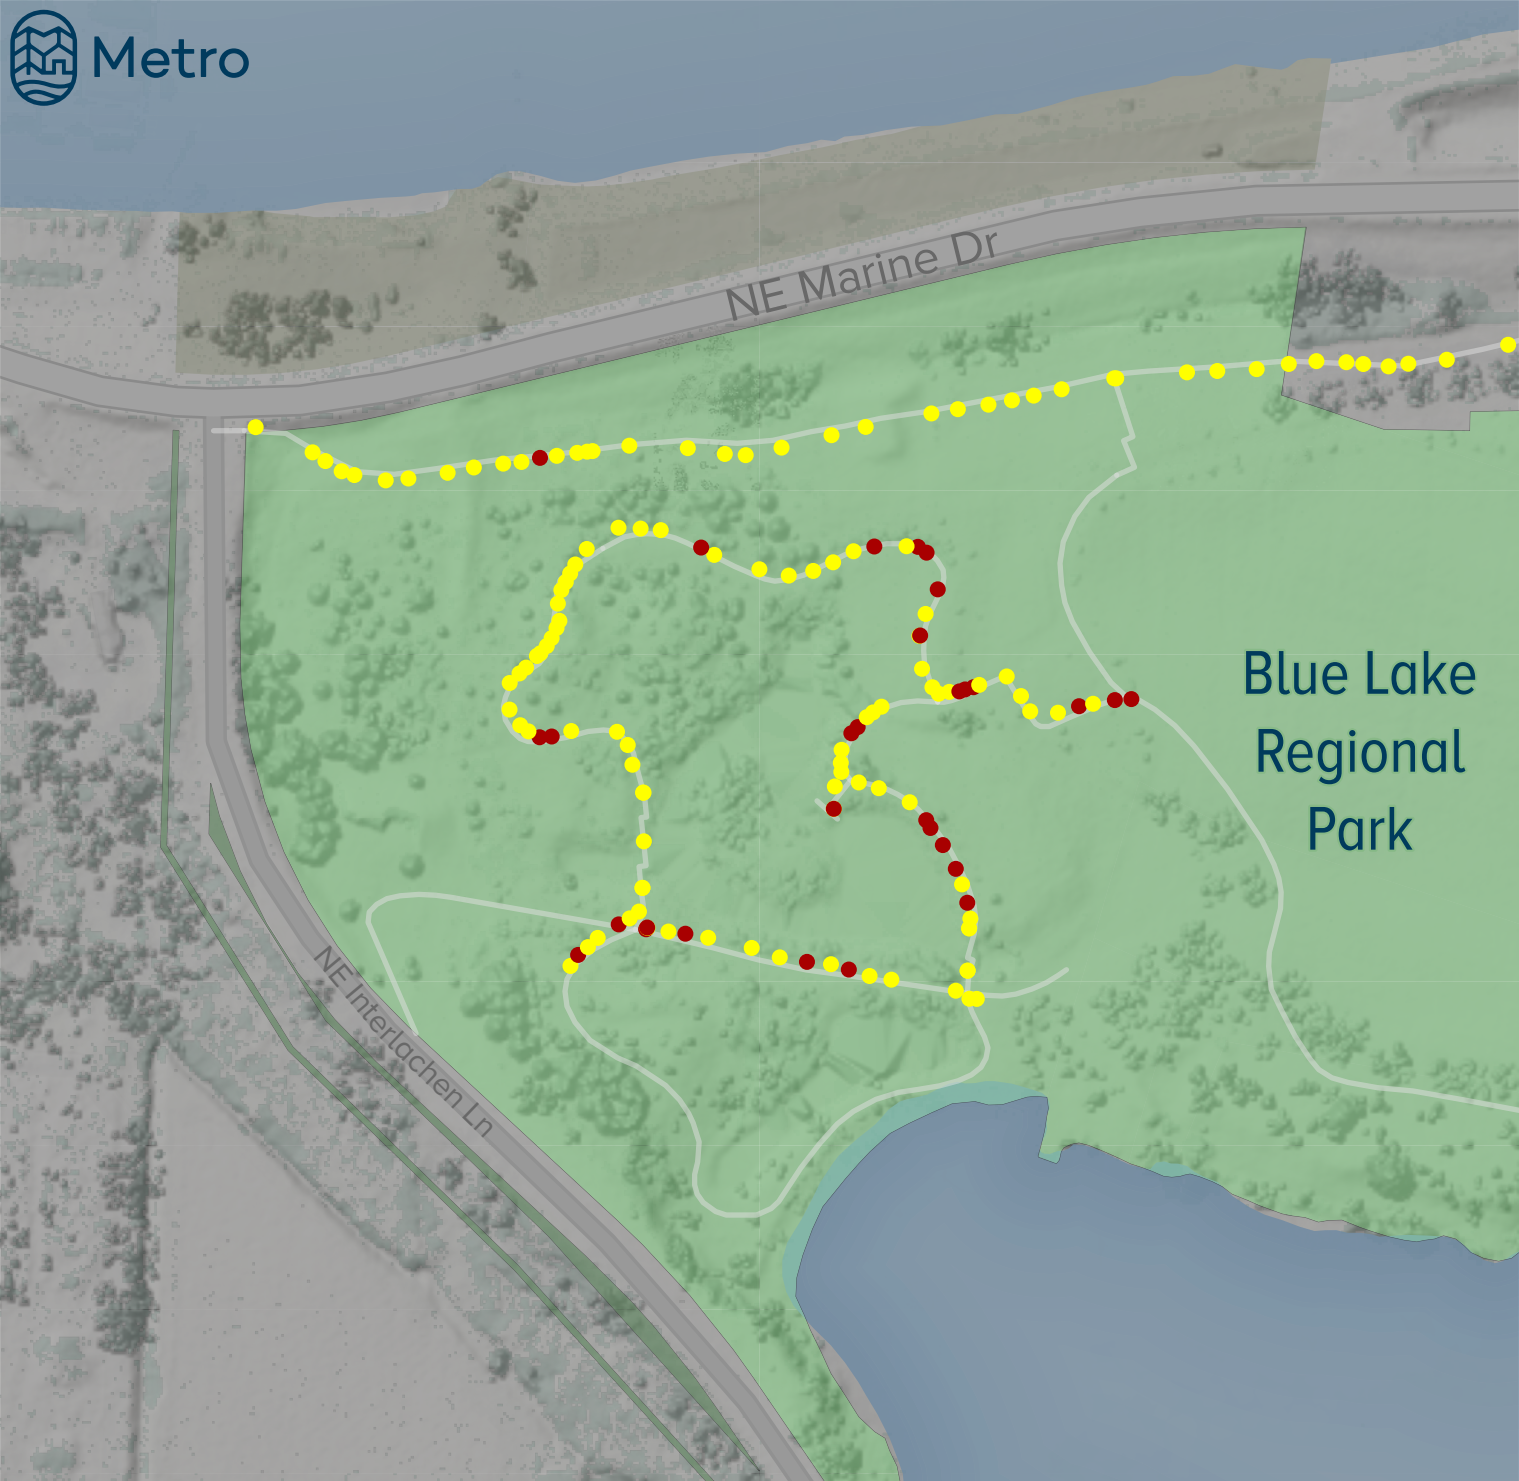 Metro
NE Marine Dr
Blue Lake
Regional
Park
NE Interlachen Ln